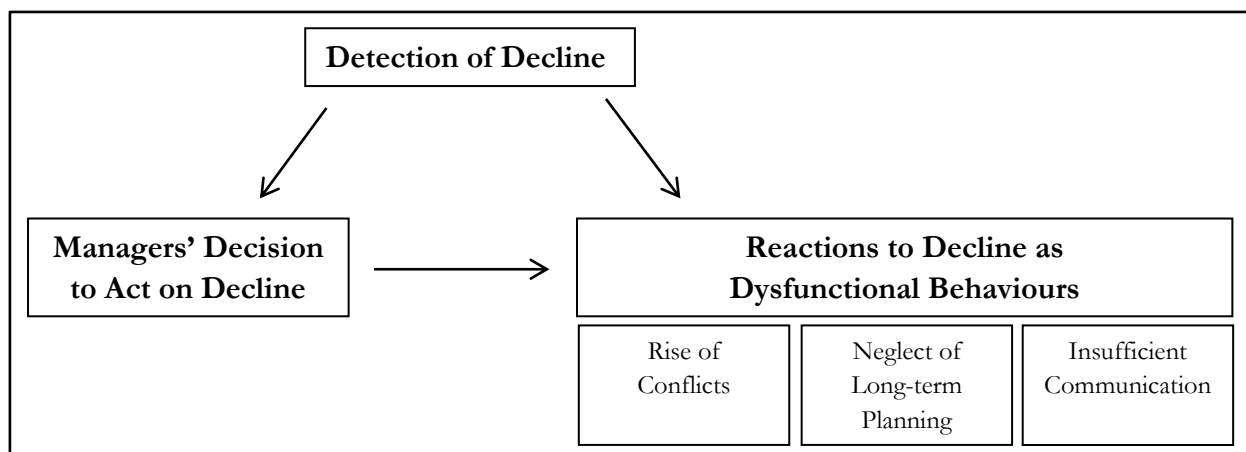 Detection of Decline
Managers’ Decision
to Act on Decline
Reactions to Decline as
Dysfunctional Behaviours
Rise of
Conflicts
Neglect of
Long-term
Planning
Insufficient
Communication